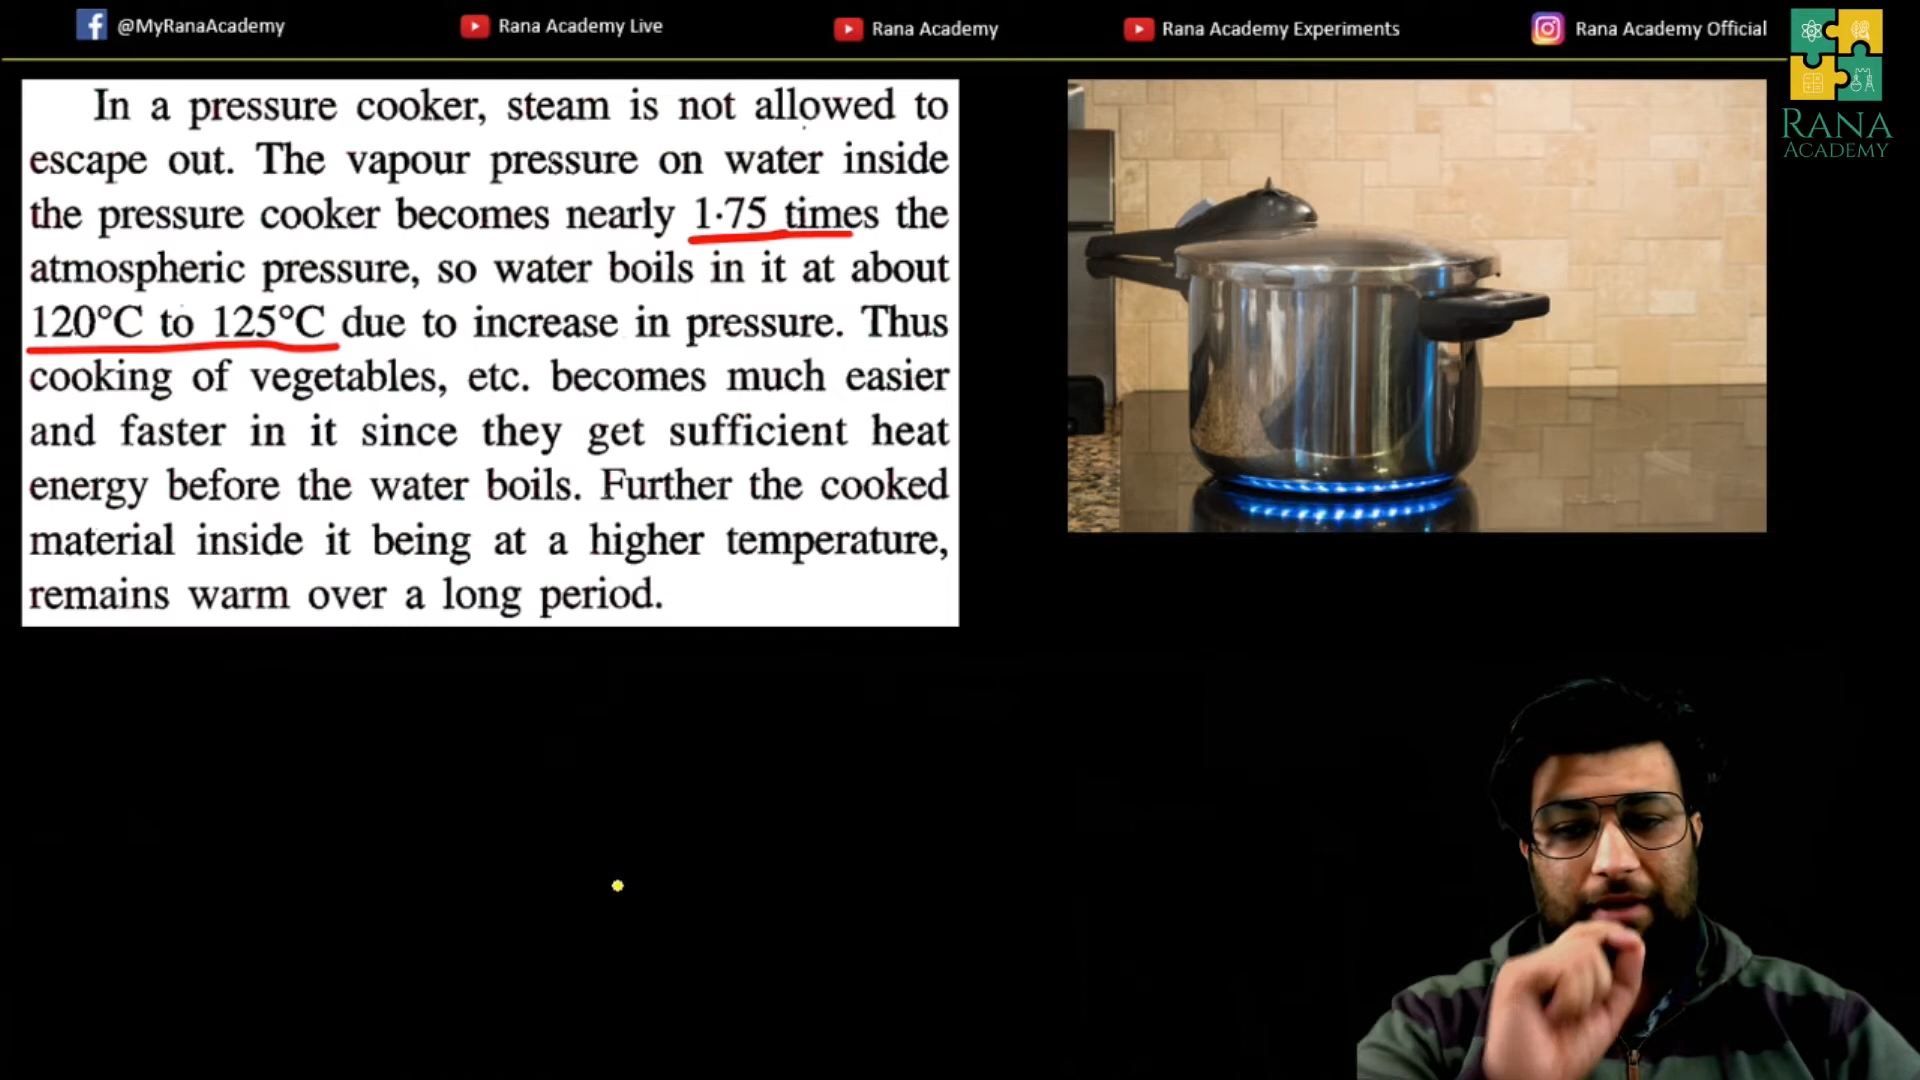 @MyRanaAcademy
Rana Academy Live
Rana Academy
Rana Academy Experiments
Rana Academy Official
RANA
ACADEMY
In a pressure cooker, steam is not allowed to
escape out. The vapour pressure on water inside
the pressure cooker becomes nearly 1·75 times the
atmospheric pressure, so water boils in it at about
120°C to 125°C due to increase in pressure. Thus
cooking of vegetables, etc. becomes much easier
and faster in it since they get sufficient heat
energy before the water boils. Further the cooked
material inside it being at a higher temperature,
remains warm over a long period.